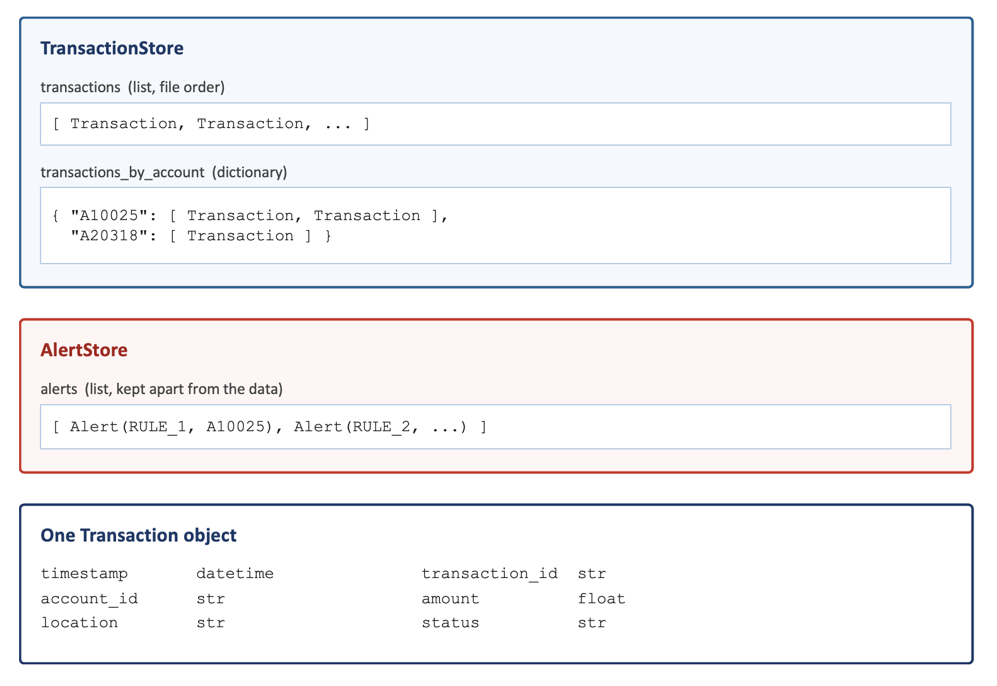 TransactionStore
transactions (list, file order)
[ Transaction, Transaction, ... ]
transactions_by_account (dictionary)
{ "A10025": [ Transaction, Transaction ],
"A20318": [ Transaction ] }
AlertStore
alerts (list, kept apart from the data)
[ Alert(RULE_1, A10025), Alert(RULE_2, ...) ]
One Transaction object
timestamp datetime transaction_id str
account_id str amount float
location str status str